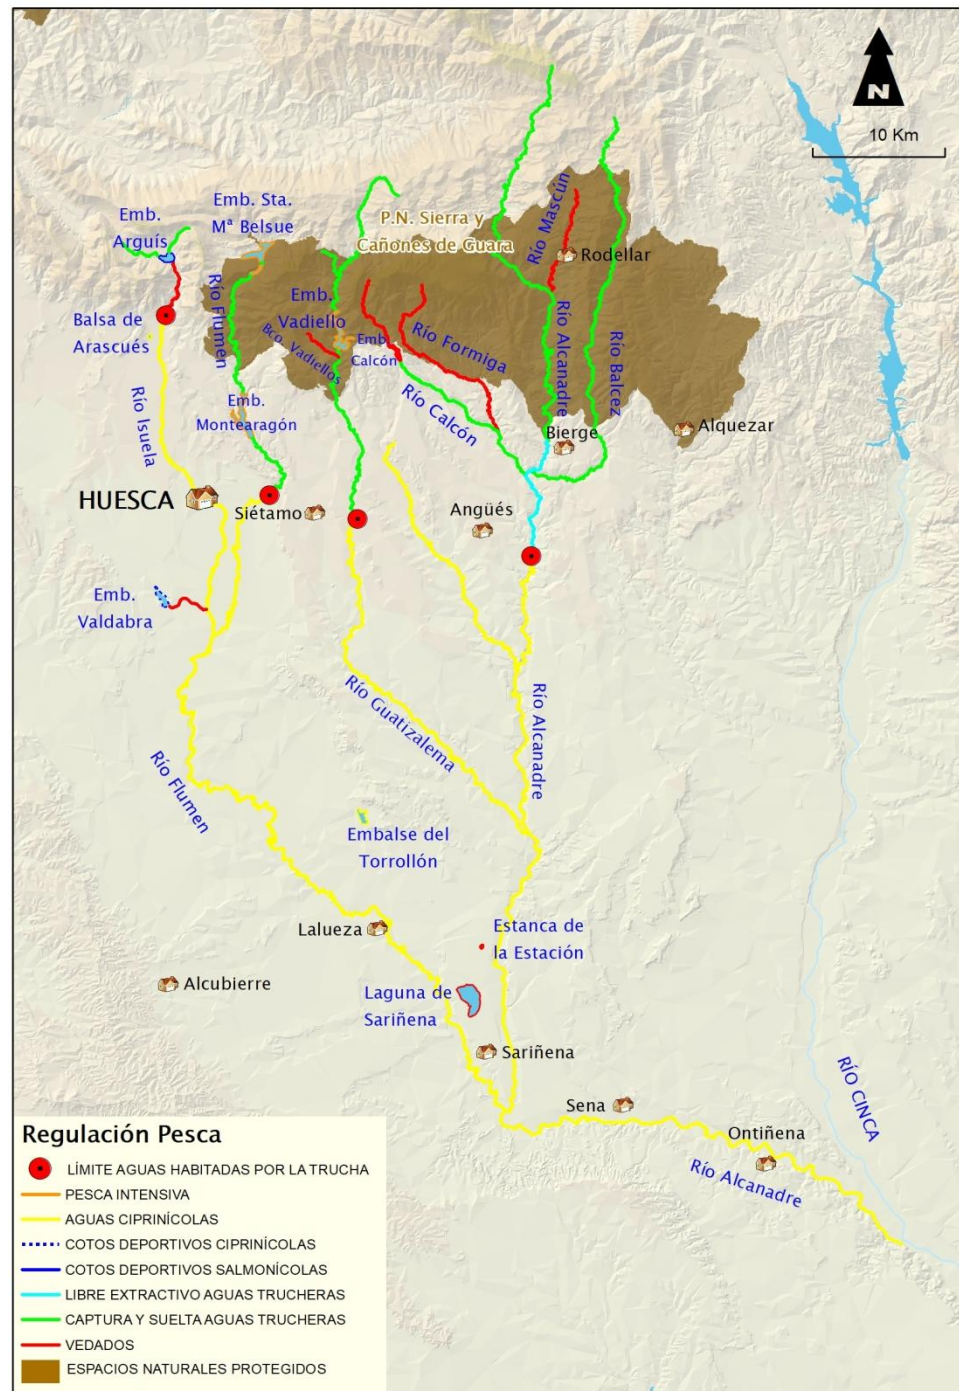 N
10 Km
Emb. Sta.
Mª Belsue
Emb.
Arguís
P.N. Sierra y
Cañones de Guara
Río Mascún
Rodellar
Río Flumen
Emb.
Vadiello
Balsa de
Arascués
Bco. Vadiellos
Emb.
Calcón
Río Formiga
Río Alcanadre
Río Balcez
Río Isuela
Emb.
Montearagón
Río Calcón
Bierge
Alquezar
HUESCA
Siétamo
Angüés
Emb.
Valdabra
Río Guatizalema
Río Alcanadre
Río Flumen
Embalse del
Torrollón
Lalueza
Estanca de
la Estación
Alcubierre
Laguna de
Sariñena
Sariñena
RÍO CINCA
Sena
Ontiñena
Río Alcanadre
Regulación Pesca
LÍMITE AGUAS HABITADAS POR LA TRUCHA
PESCA INTENSIVA
AGUAS CIPRINÍCOLAS
COTOS DEPORTIVOS CIPRINÍCOLAS
COTOS DEPORTIVOS SALMONÍCOLAS
LIBRE EXTRACTIVO AGUAS TRUCHERAS
CAPTURA Y SUELTA AGUAS TRUCHERAS
VEDADOS
ESPACIOS NATURALES PROTEGIDOS